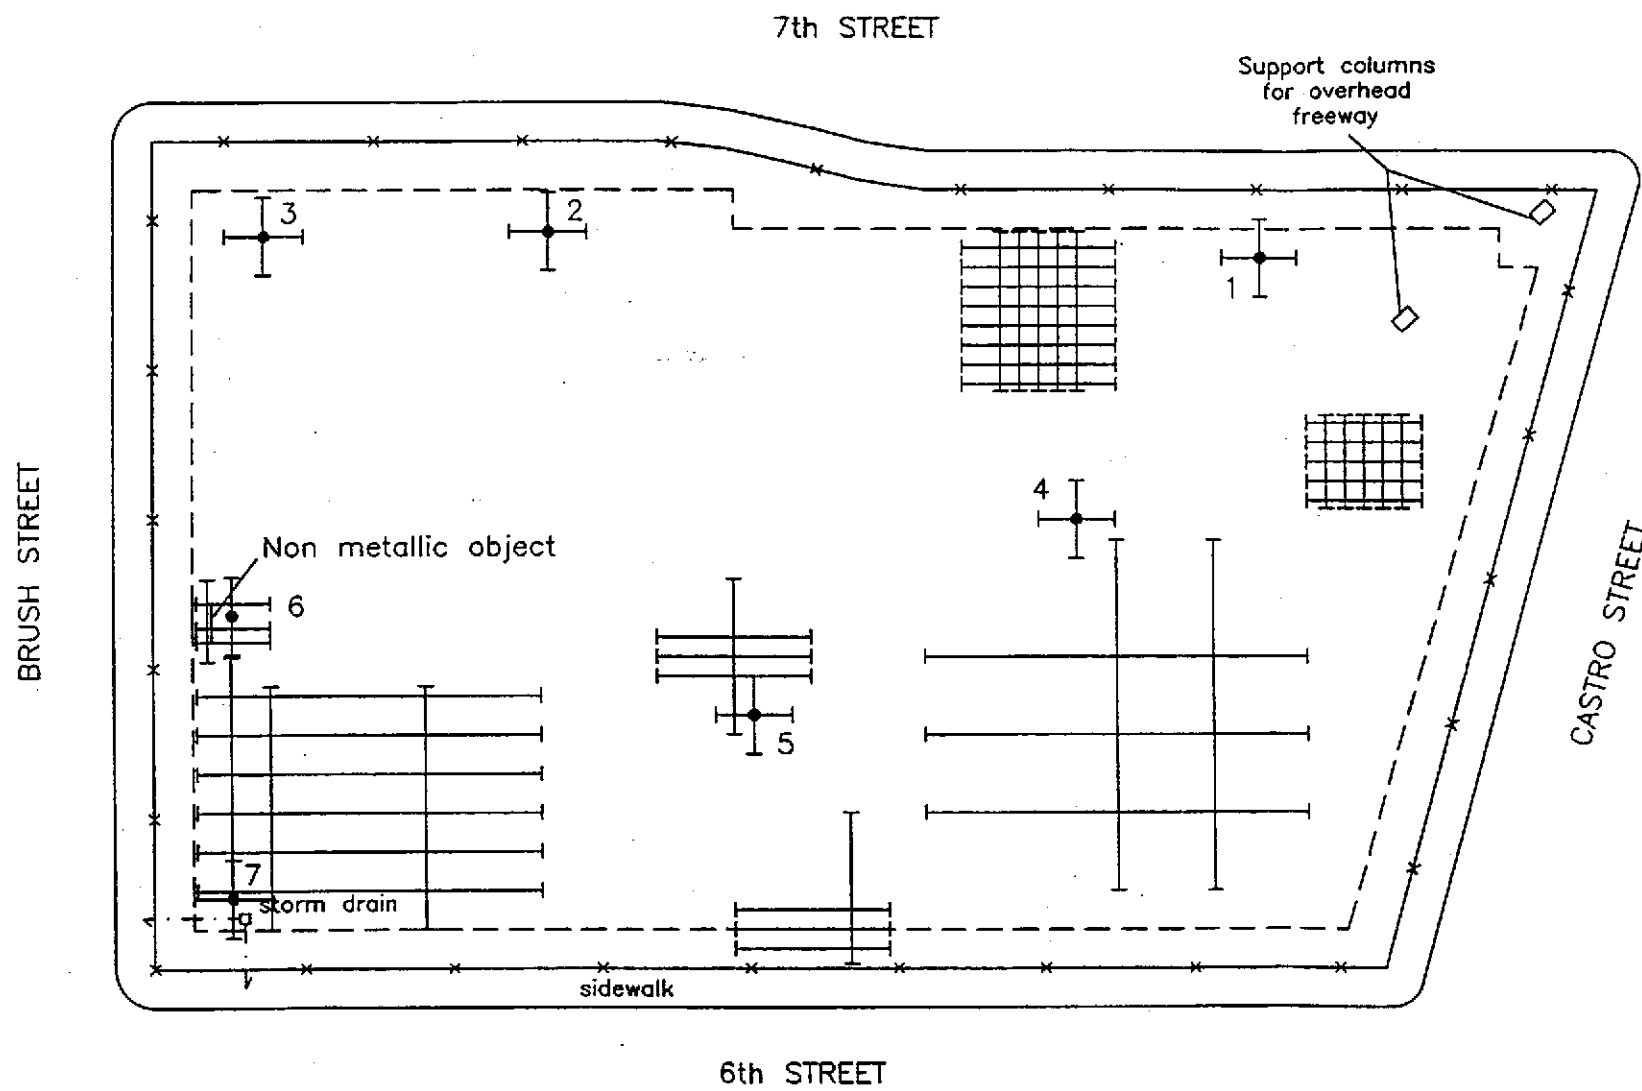 7th STREET
Support columns
for overhead
freeway
3
2
1
4
BRUSH STREET
Non metallic object
6
CASTRO STREET
5
7
storm drain
sidewalk
6th STREET